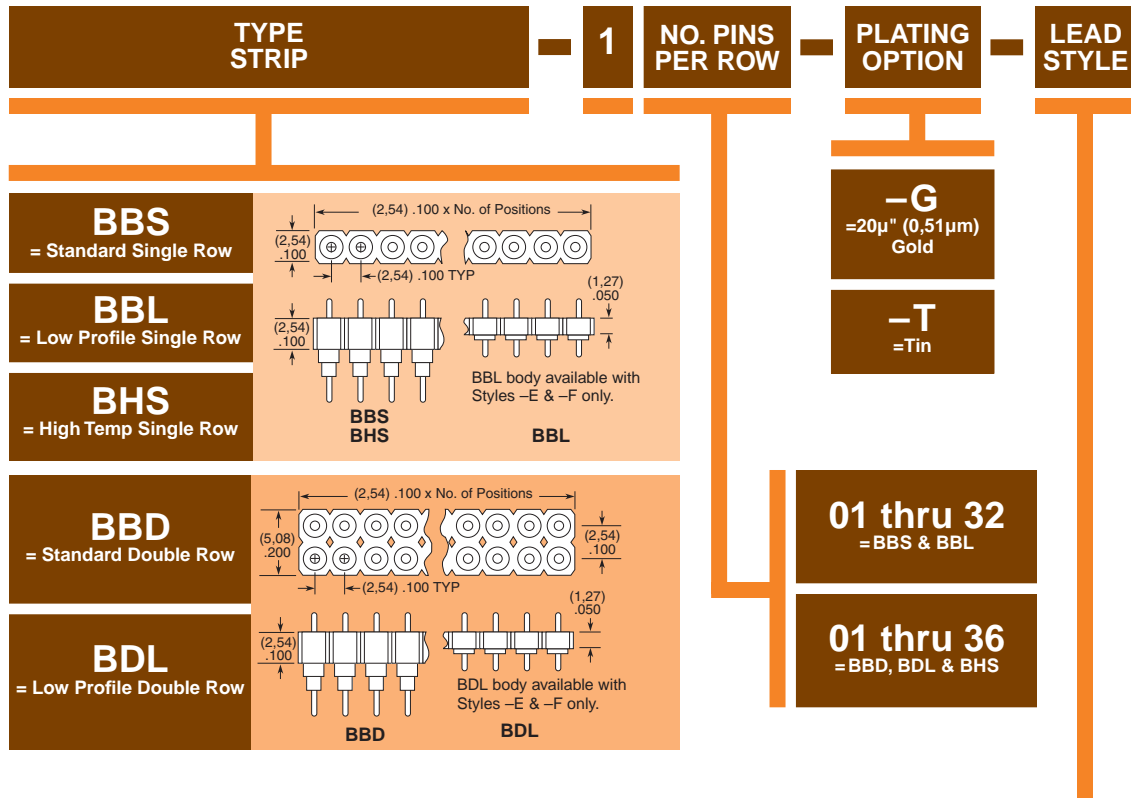 TYPE
STRIP
1
NO. PINS
PER ROW
PLATING
OPTION
LEAD
STYLE
BBS
= Standard Single Row
BBL
= Low Profile Single Row
BHS
= High Temp Single Row
(2,54) .100 x No. of Positions
(2,54)
.100
(2,54) .100 TYP
(1,27)
.050
(2,54)
.100
BBL body available with
Styles –E & –F only.
BBS
BHS
BBL
–G
=20µ" (0,51µm)
Gold
–T
=Tin
BBD
= Standard Double Row
BDL
= Low Profile Double Row
(2,54) .100 x No. of Positions
(5,08)
.200
(2,54)
.100
(2,54) .100 TYP
(1,27)
.050
(2,54)
.100
BDL body available with
Styles –E & –F only.
BBD
BDL
01 thru 32
=BBS & BBL
01 thru 36
=BBD, BDL & BHS